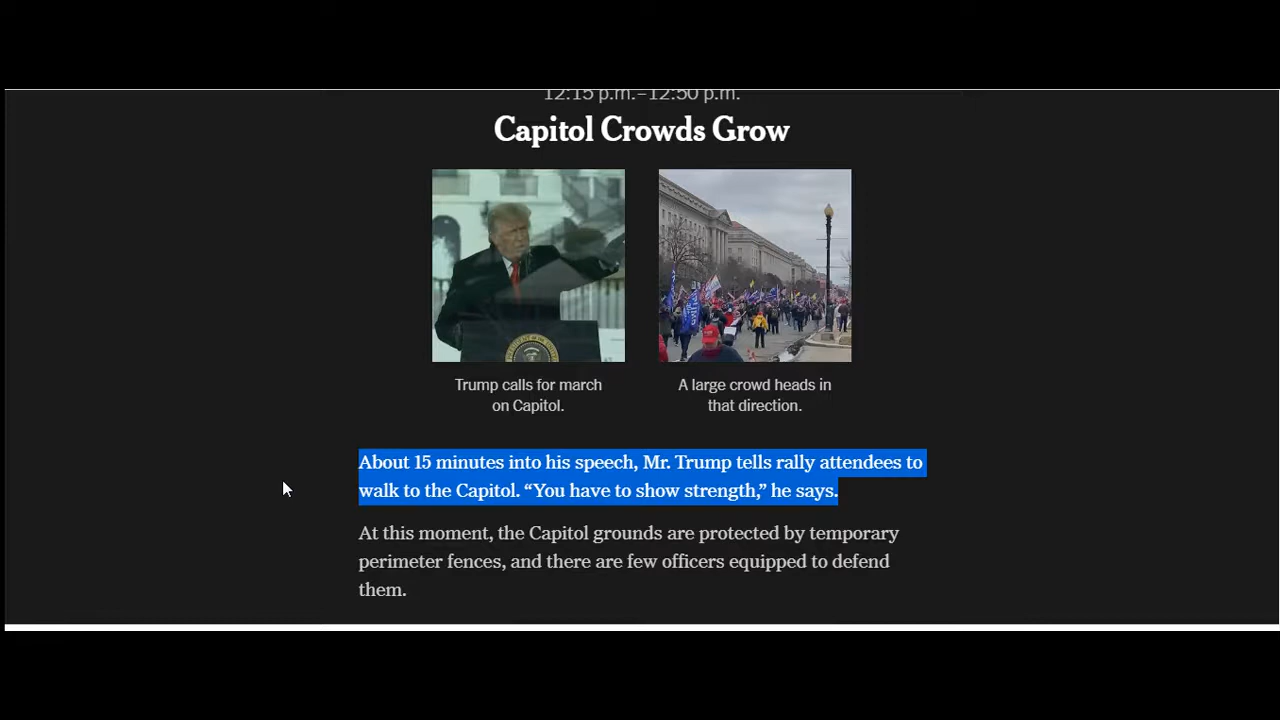 12:15 p.m.–12:50 p.m.
Capitol Crowds Grow
Trump calls for march
on Capitol.
A large crowd heads in
that direction.
About 15 minutes into his speech, Mr. Trump tells rally attendees to
walk to the Capitol. “You have to show strength,” he says.
At this moment, the Capitol grounds are protected by temporary
perimeter fences, and there are few officers equipped to defend
them.